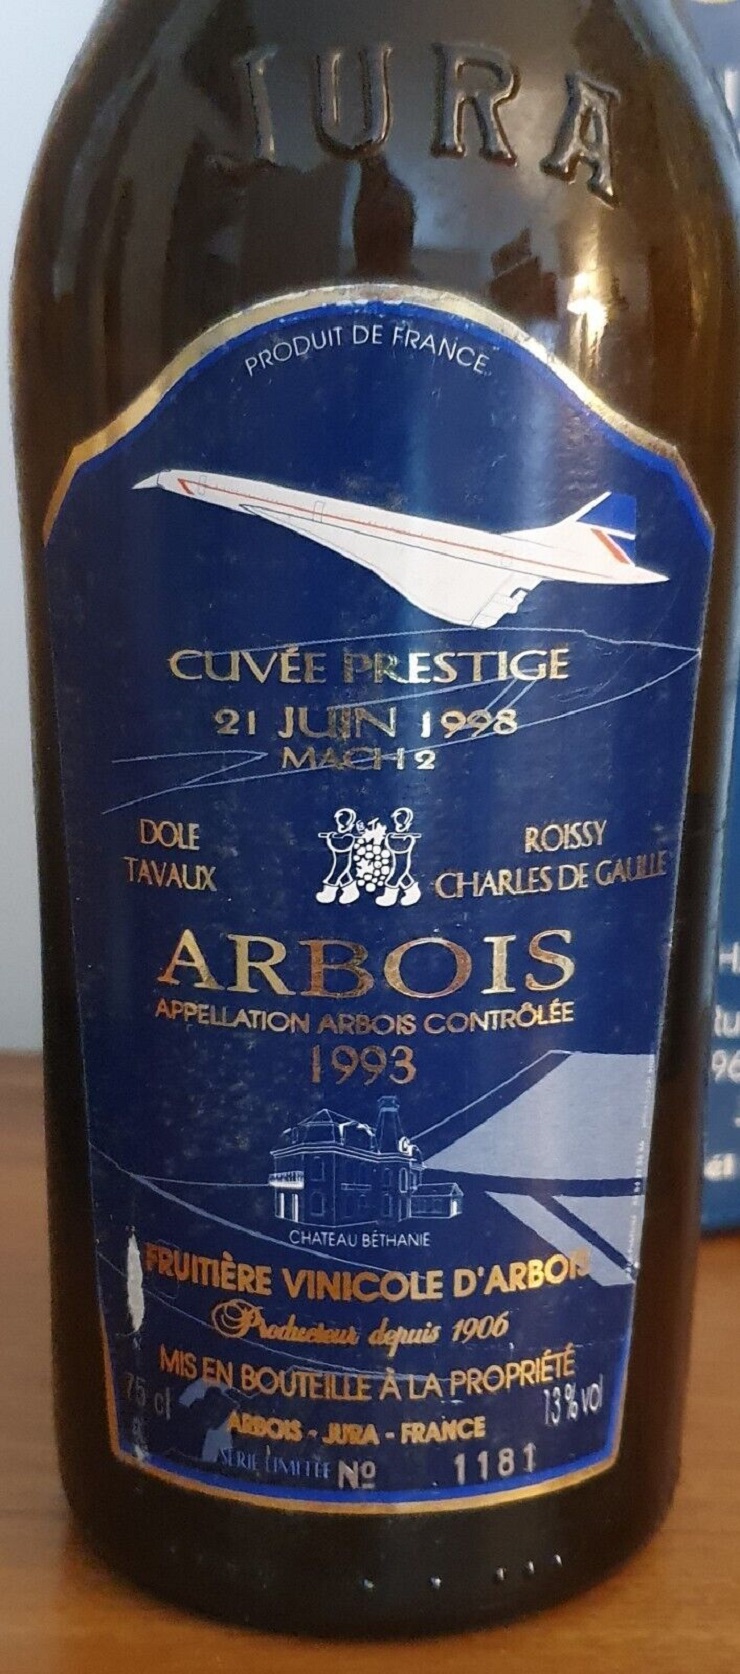 JURA
PRODUIT DE FRANCE
CUVÉE PRESTIGE
21 JUIN 1998
MACH 2
DOLE
TAVAUX
ROISSY
CHARLES DE GAULLE
ARBOIS
APPELLATION ARBOIS CONTRÔLÉE
1993
CHATEAU BÉTHANIE
FRUITIÈRE VINICOLE D'ARBOIS
Producteur depuis 1906
MIS EN BOUTEILLE À LA PROPRIÉTÉ
75 cl
13 % vol
ARBOIS - JURA - FRANCE
SÉRIE LIMITÉE Nº 1181